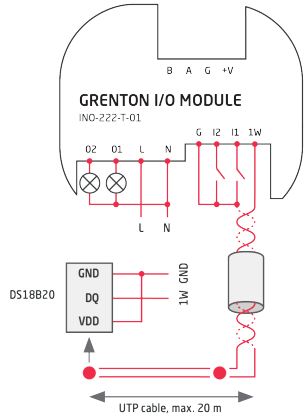 B A G +V
GRENTON I/O MODULE
INO-222-T-01
O2 O1 L N G I2 I1 1W
L N
DS18B20
GND
DQ
VDD
1W GND
UTP cable, max. 20 m